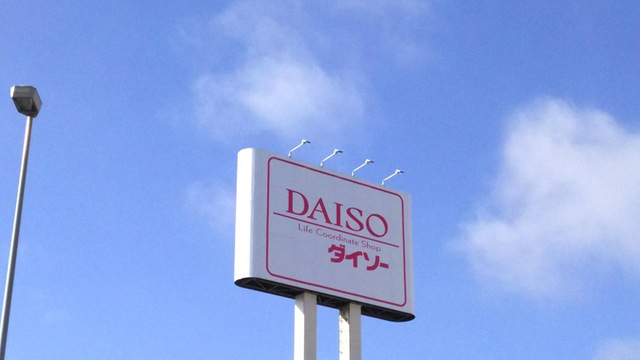 DAISO
Life Coordinate Shop
ダイソー